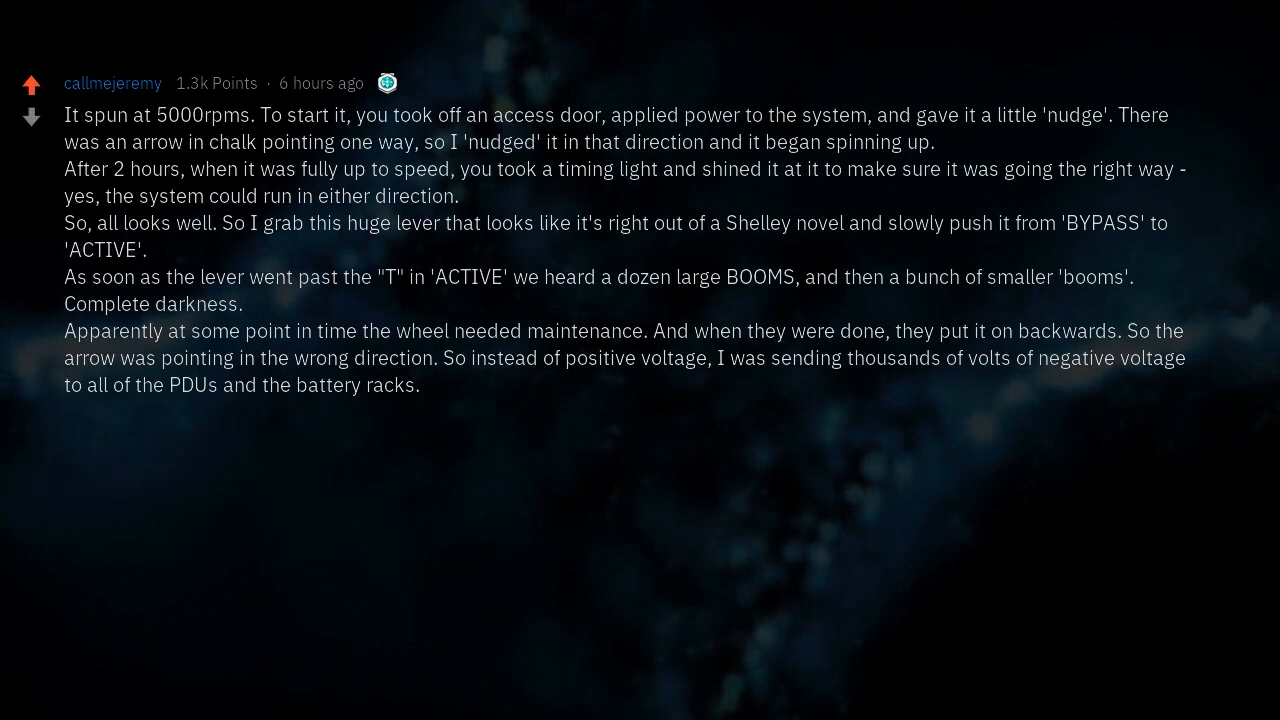 callmejeremy 1.3k Points · 6 hours ago
It spun at 5000rpms. To start it, you took off an access door, applied power to the system, and gave it a little 'nudge'. There
was an arrow in chalk pointing one way, so I 'nudged' it in that direction and it began spinning up.
After 2 hours, when it was fully up to speed, you took a timing light and shined it at it to make sure it was going the right way -
yes, the system could run in either direction.
So, all looks well. So I grab this huge lever that looks like it's right out of a Shelley novel and slowly push it from 'BYPASS' to
'ACTIVE'.
As soon as the lever went past the "T" in 'ACTIVE' we heard a dozen large BOOMS, and then a bunch of smaller 'booms'.
Complete darkness.
Apparently at some point in time the wheel needed maintenance. And when they were done, they put it on backwards. So the
arrow was pointing in the wrong direction. So instead of positive voltage, I was sending thousands of volts of negative voltage
to all of the PDUs and the battery racks.